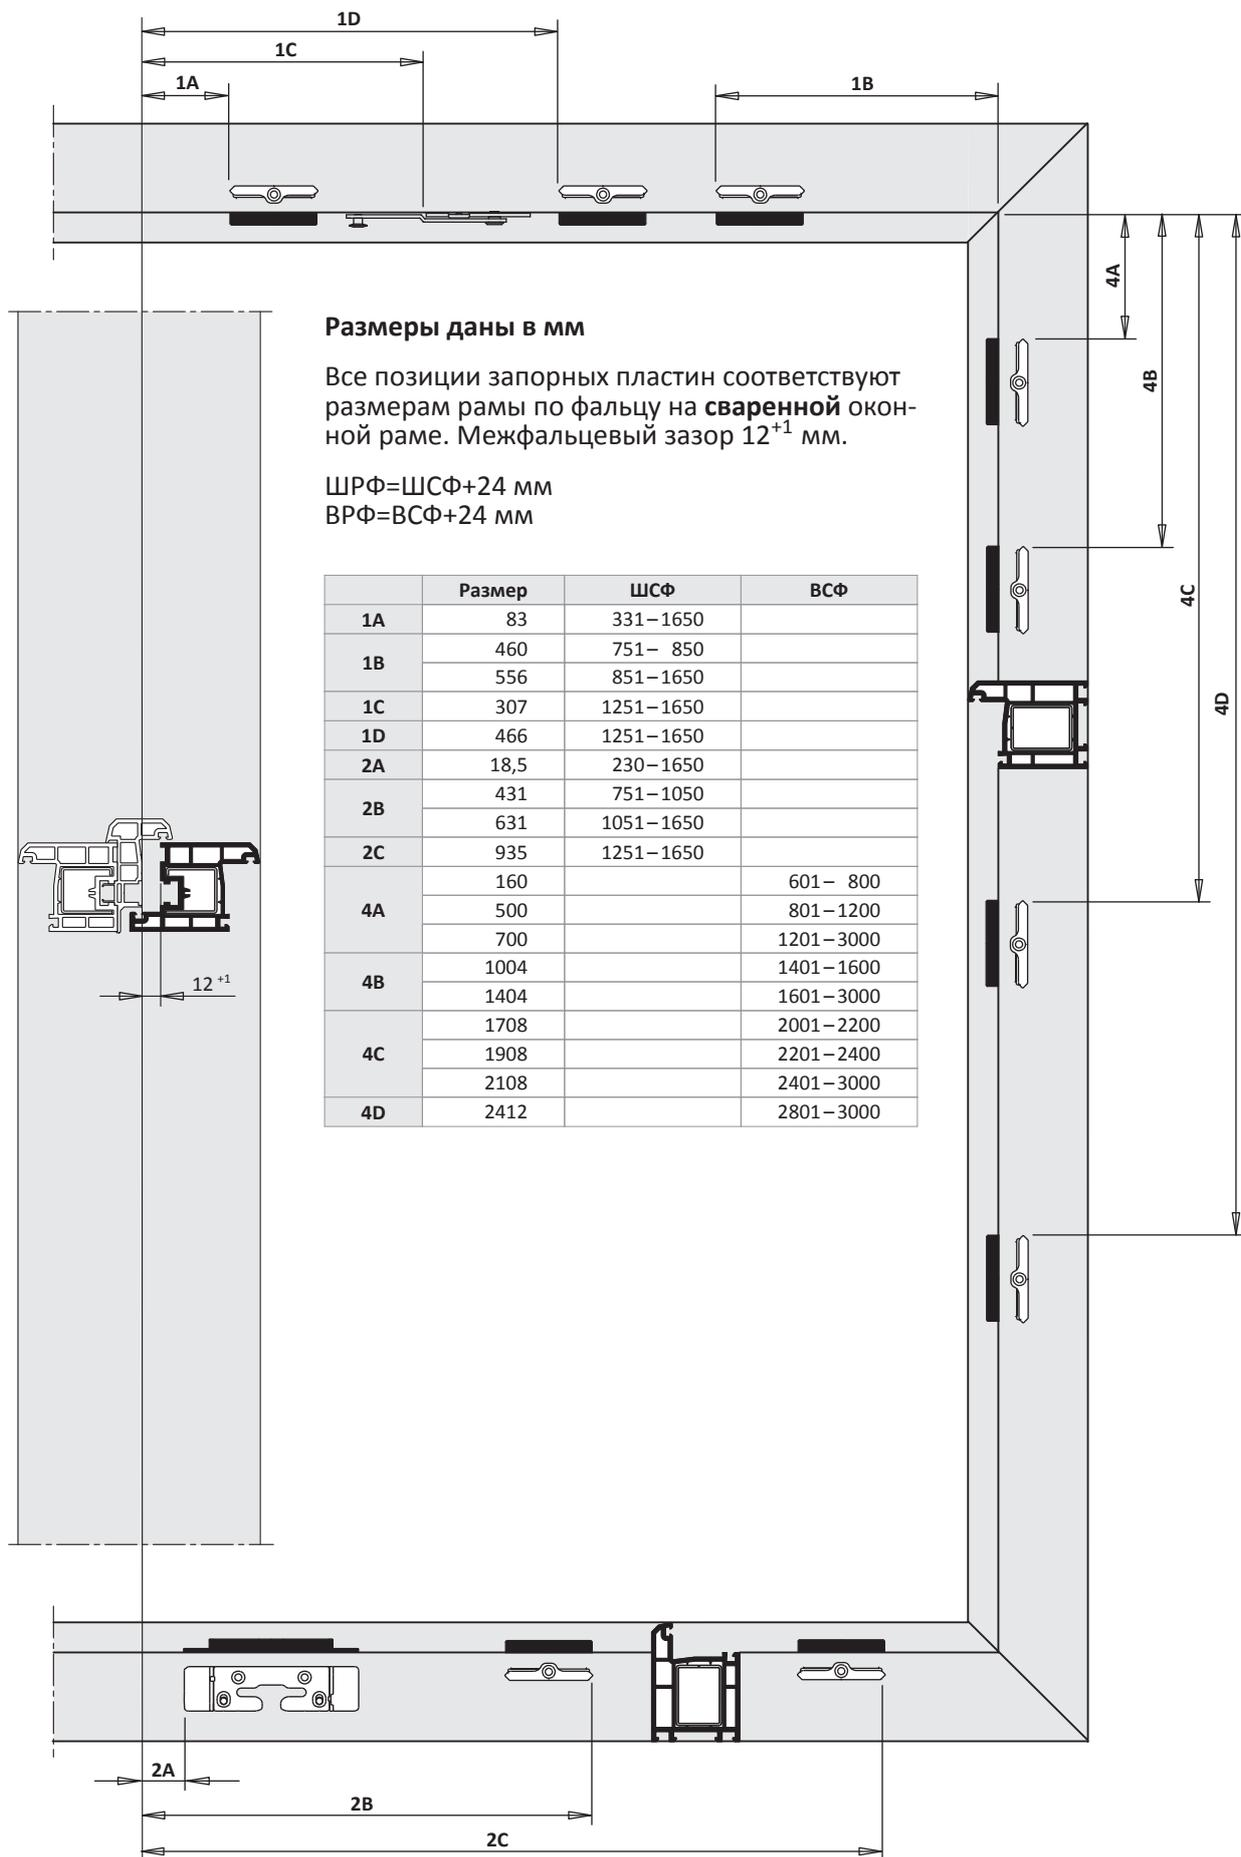 1D
1C
1A
1B
4A
4B
4C
4D
Размеры даны в мм
Все позиции запорных пластин соответствуют
размерам рамы по фальцу на сваренной окон-
ной раме. Межфальцевый зазор 12+1 мм.
ШРФ=ШСФ+24 мм
ВРФ=ВСФ+24 мм
Размер ШСФ ВСФ
1A 83 331–1650
1B 460 751– 850
556 851–1650
1C 307 1251–1650
1D 466 1251–1650
2A 18,5 230–1650
2B 431 751–1050
631 1051–1650
2C 935 1251–1650
4A 160 601– 800
500 801–1200
700 1201–3000
4B 1004 1401–1600
1404 1601–3000
4C 1708 2001–2200
1908 2201–2400
2108 2401–3000
4D 2412 2801–3000
12 +1
2A
2B
2C